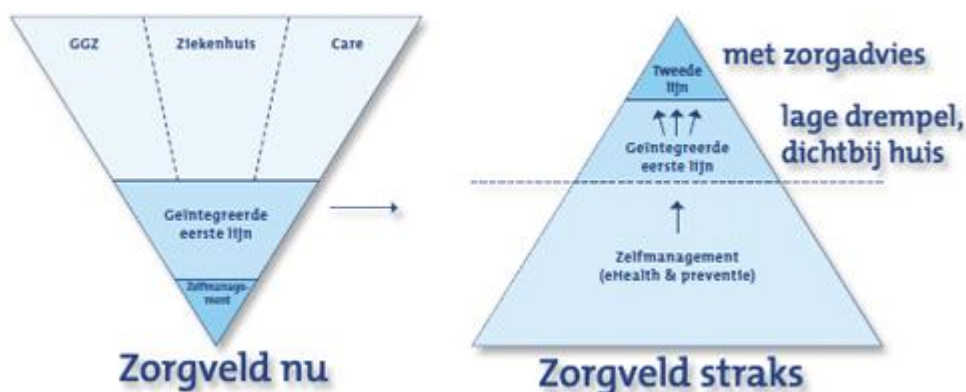 GGZ
Ziekenhuis
Care
Geïntegreerde
eerste lijn
Zelfmanage-
ment
Zorgveld nu
Tweede
lijn
met zorgadvies
Geïntegreerde
eerste lijn
lage drempel,
dichtbij huis
Zelfmanagement
(eHealth & preventie)
Zorgveld straks